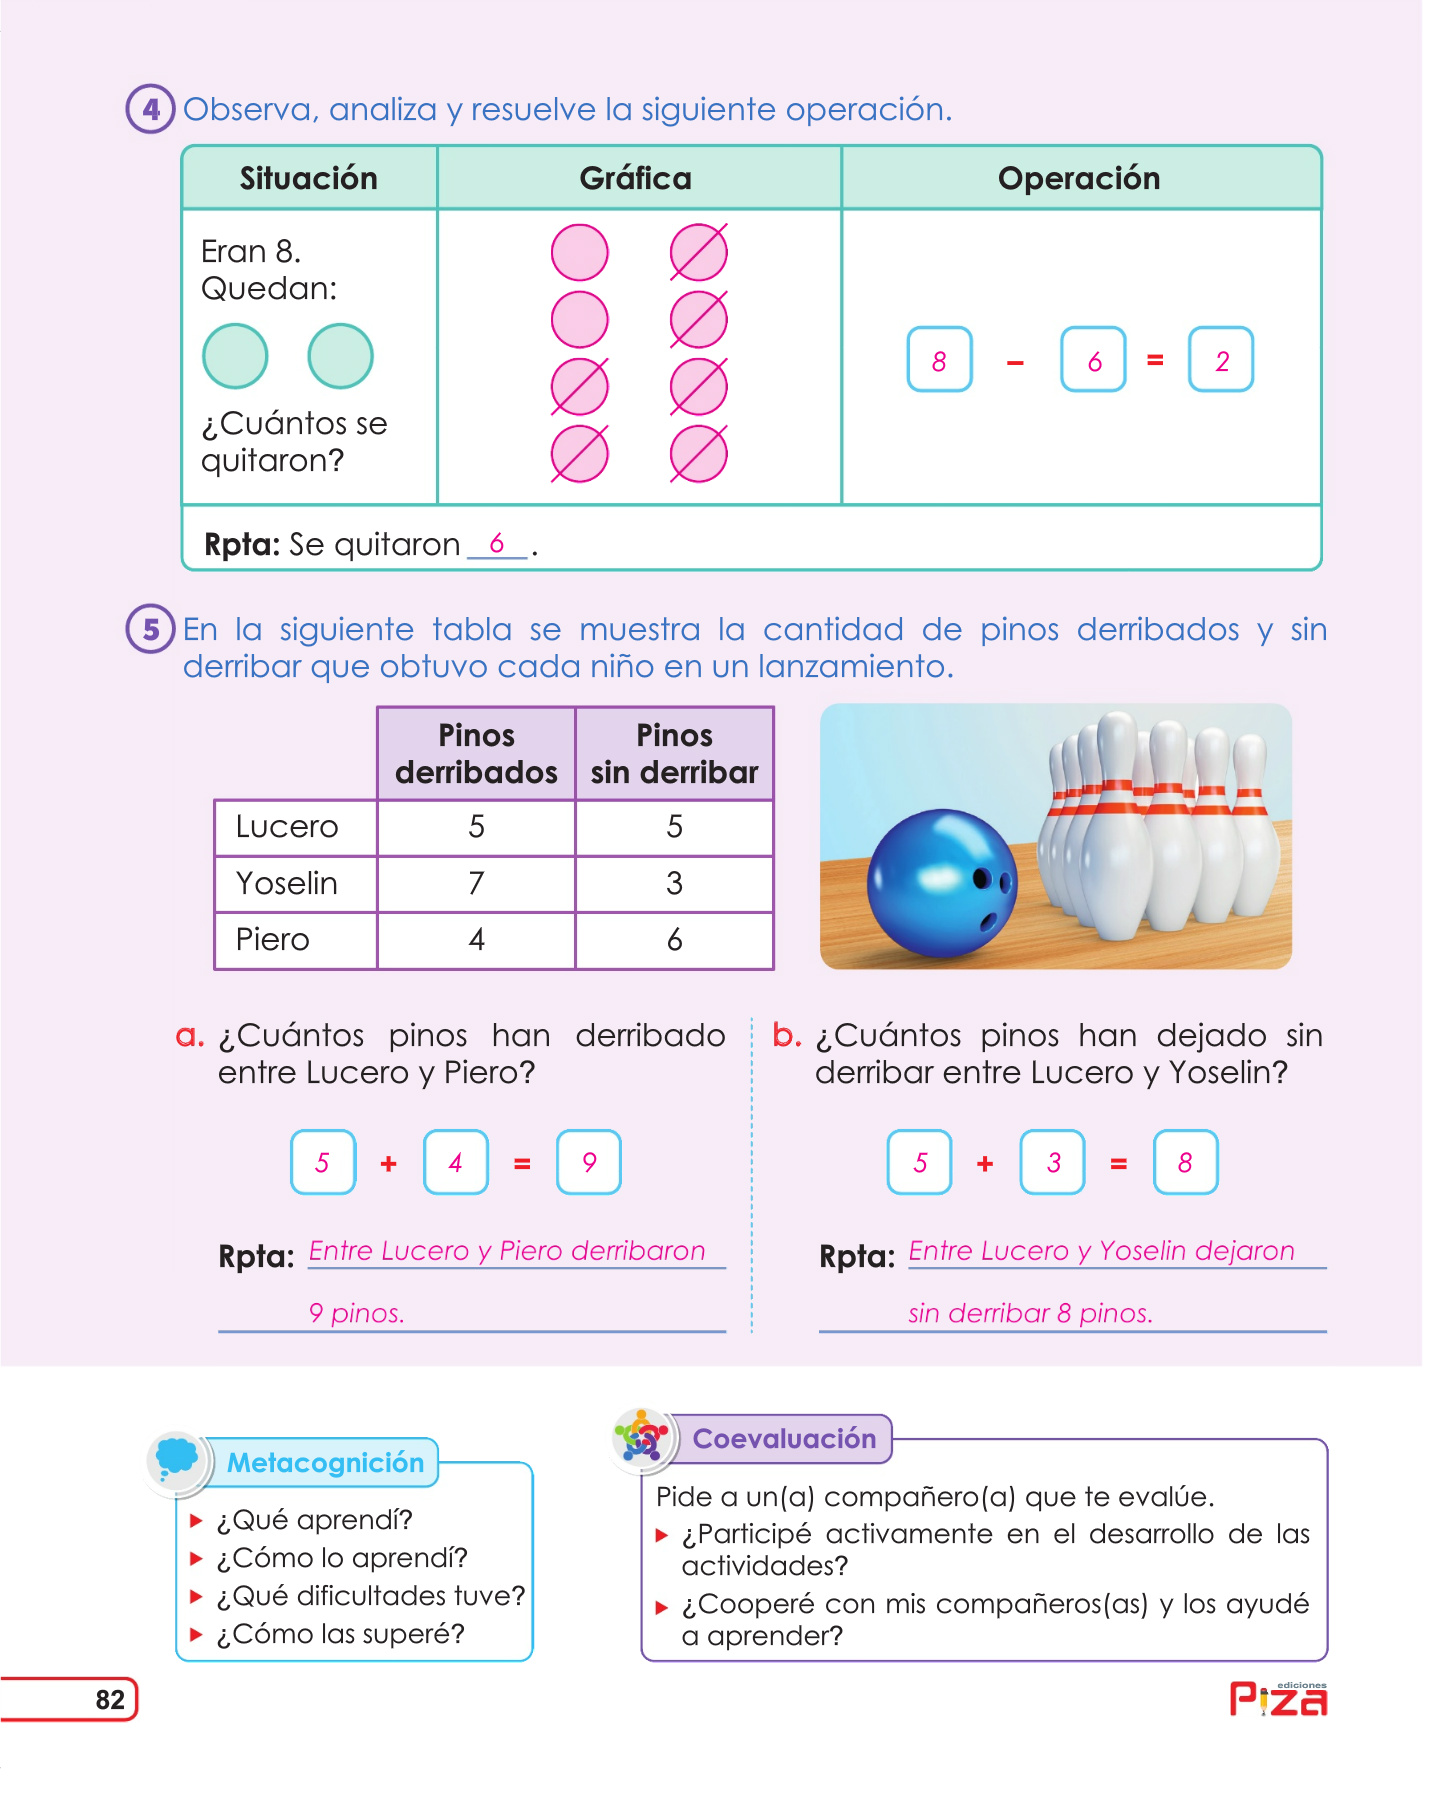 4 Observa, analiza y resuelve la siguiente operación.
Situación Gráfica Operación
Eran 8.
Quedan:
¿Cuántos se
quitaron?
8 – 6 = 2
Rpta: Se quitaron 6 .
5 En la siguiente tabla se muestra la cantidad de pinos derribados y sin
derribar que obtuvo cada niño en un lanzamiento.
Pinos
derribados
Pinos
sin derribar
Lucero 5 5
Yoselin 7 3
Piero 4 6
a. ¿Cuántos pinos han derribado
entre Lucero y Piero?
5 + 4 = 9
Rpta: Entre Lucero y Piero derribaron
9 pinos.
b. ¿Cuántos pinos han dejado sin
derribar entre Lucero y Yoselin?
5 + 3 = 8
Rpta: Entre Lucero y Yoselin dejaron
sin derribar 8 pinos.
Metacognición
¿Qué aprendí?
¿Cómo lo aprendí?
¿Qué dificultades tuve?
¿Cómo las superé?
Coevaluación
Pide a un(a) compañero(a) que te evalúe.
¿Participé activamente en el desarrollo de las
actividades?
¿Cooperé con mis compañeros(as) y los ayudé
a aprender?
82
ediciones
Piza